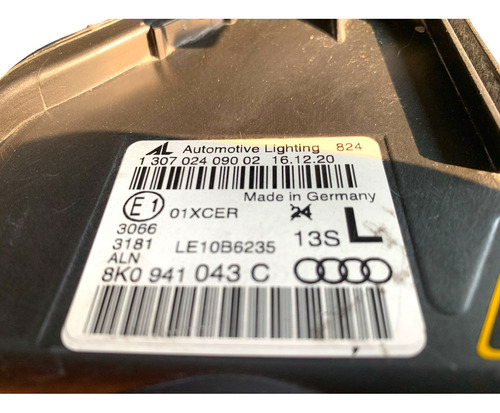 AL Automotive Lighting 824
1 307 024 090 02 16.12.20
Made in Germany
E1 01XCER 24
3066
3181 LE10B6235 13S L
ALN
8K0 941 043 C